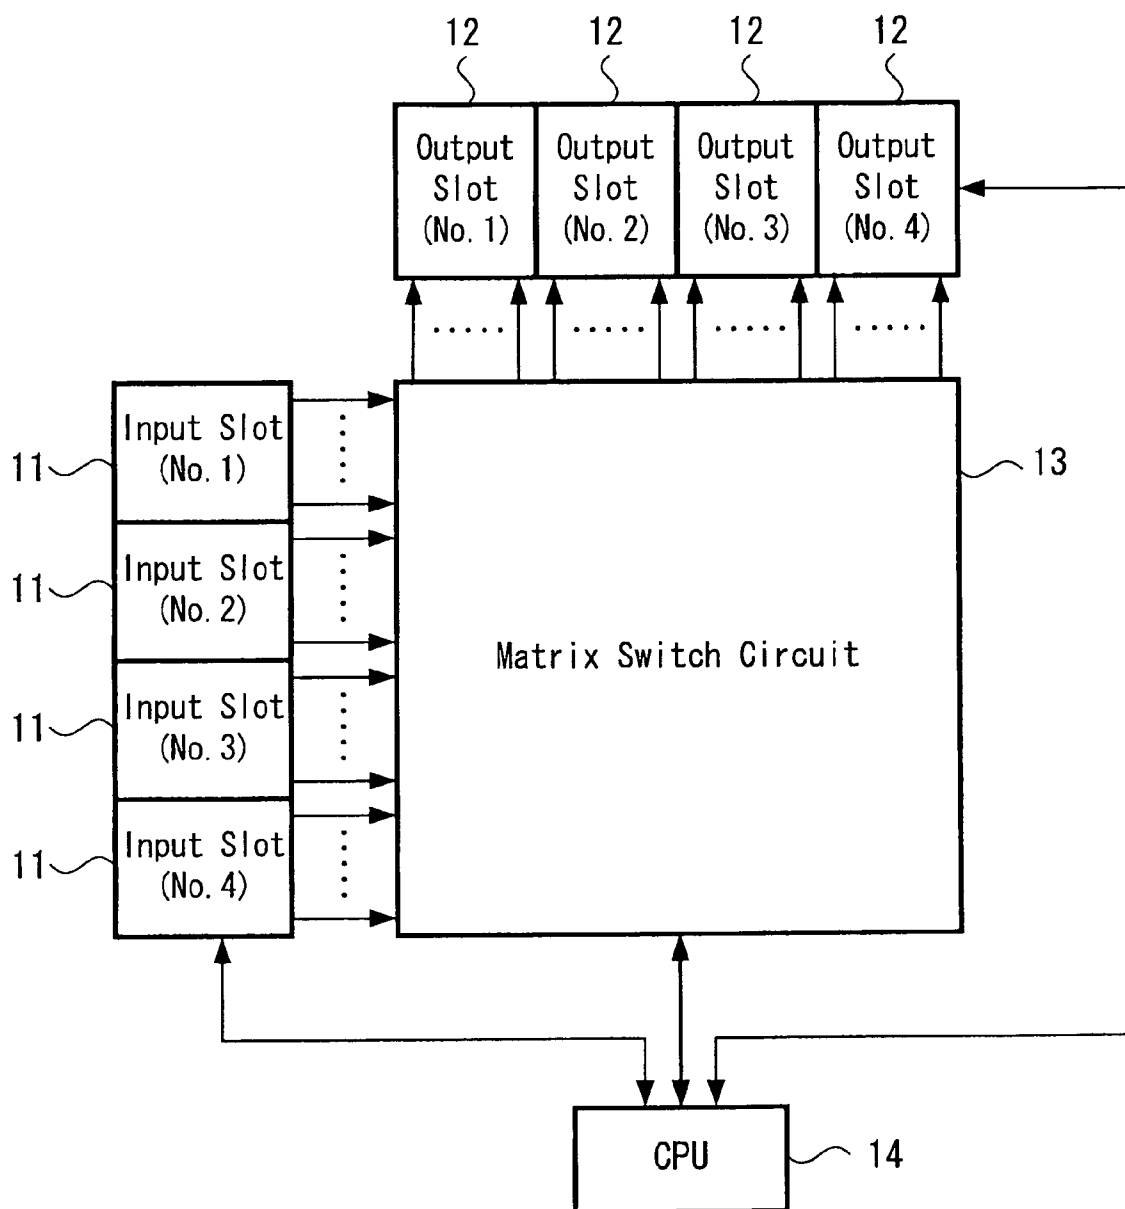 12 12 12 12
Output Slot (No.1)
Output Slot (No.2)
Output Slot (No.3)
Output Slot (No.4)
11
Input Slot
(No.1)
13
11
Input Slot
(No.2)
Matrix Switch Circuit
11
Input Slot
(No.3)
11
Input Slot
(No.4)
CPU
14